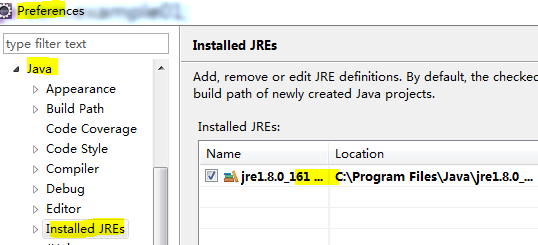 Preferences
example01
type filter text
Java
Appearance
Build Path
Code Coverage
Code Style
Compiler
Debug
Editor
Installed JREs
Installed JREs
Add, remove or edit JRE definitions. By default, the checked
build path of newly created Java projects.
Installed JREs:
Name Location
jre1.8.0_161 ... C:\Program Files\Java\jre1.8.0_...